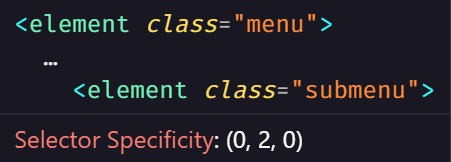 <element class="menu">
…
<element class="submenu">
Selector Specificity: (0, 2, 0)